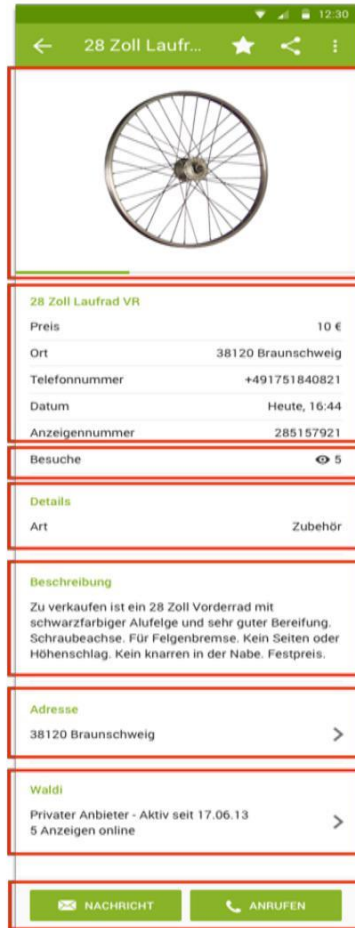 12:30
28 Zoll Laufr...
28 Zoll Laufrad VR
Preis 10 €
Ort 38120 Braunschweig
Telefonnummer +491751840821
Datum Heute, 16:44
Anzeigennummer 285157921
Besuche 5
Details
Art Zubehör
Beschreibung
Zu verkaufen ist ein 28 Zoll Vorderrad mit
schwarzfarbiger Alufelge und sehr guter Bereifung.
Schraubeachse. Für Felgenbremse. Kein Seiten oder
Höhenschlag. Kein knarren in der Nabe. Festpreis.
Adresse
38120 Braunschweig
Waldi
Privater Anbieter - Aktiv seit 17.06.13
5 Anzeigen online
NACHRICHT
ANRUFEN